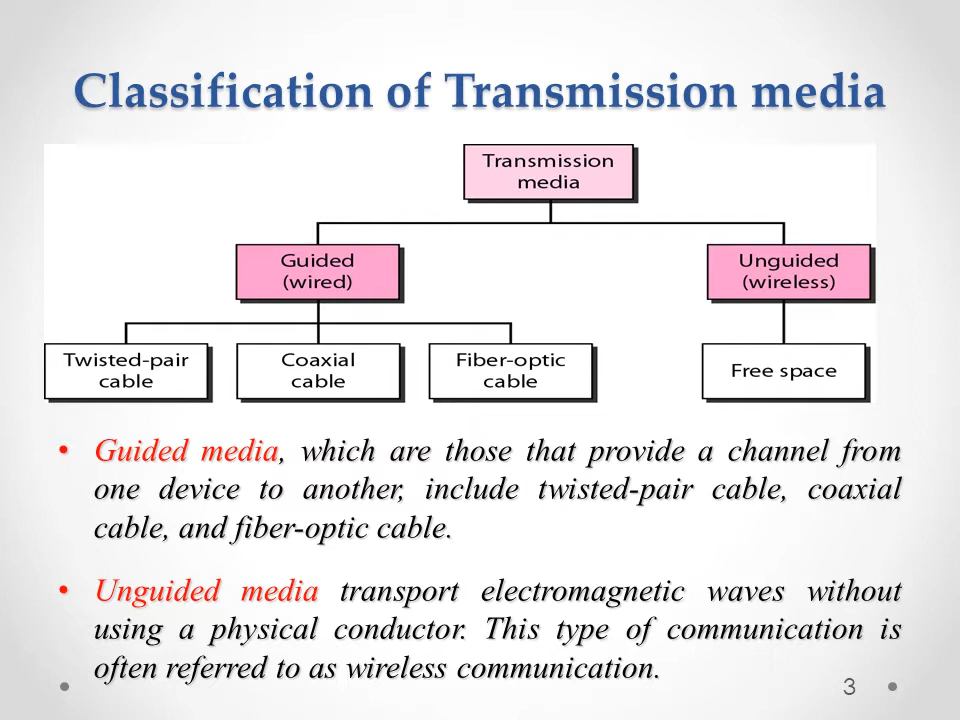 Classification of Transmission media
Transmission
media
Guided
(wired)
Unguided
(wireless)
Twisted-pair
cable
Coaxial
cable
Fiber-optic
cable
Free space
• Guided media, which are those that provide a channel from
one device to another, include twisted-pair cable, coaxial
cable, and fiber-optic cable.
• Unguided media transport electromagnetic waves without
using a physical conductor. This type of communication is
often referred to as wireless communication.
3